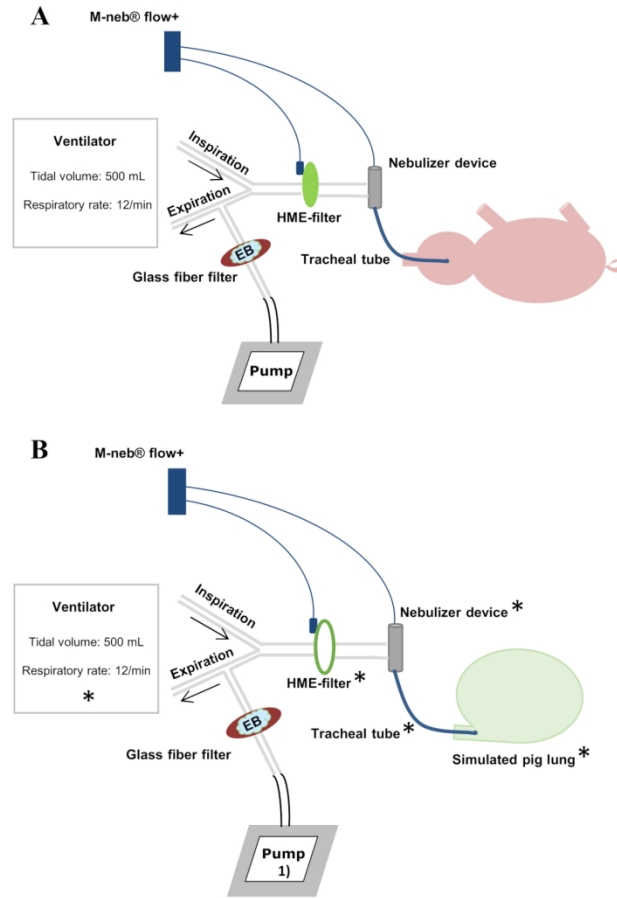 A
M-neb® flow+
Ventilator
Tidal volume: 500 mL
Respiratory rate: 12/min
Inspiration
Expiration
Nebulizer device
HME-filter
EB
Glass fiber filter
Tracheal tube
Pump
B
M-neb® flow+
Ventilator
Tidal volume: 500 mL
Respiratory rate: 12/min
*
Inspiration
Expiration
Nebulizer device *
HME-filter *
EB
Tracheal tube *
Glass fiber filter
Simulated pig lung *
Pump
1)